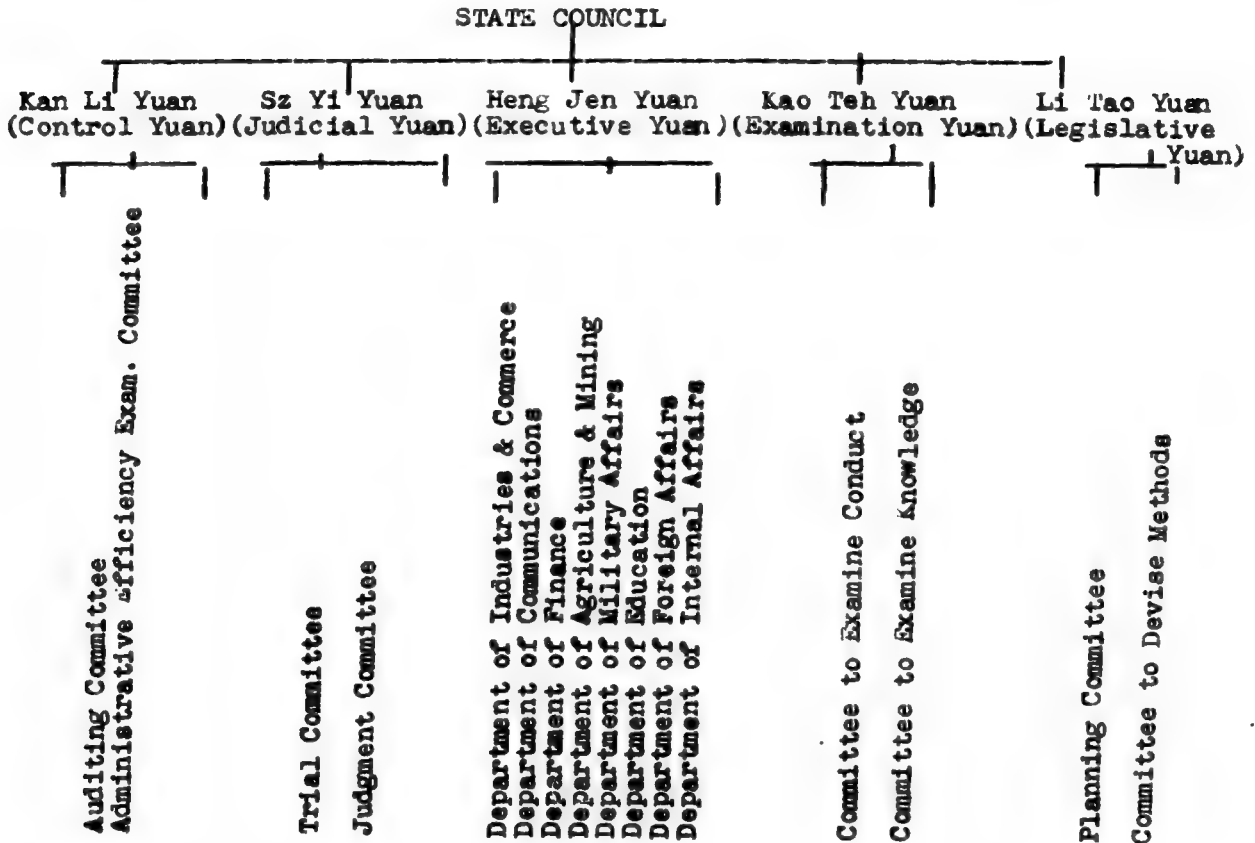 STATE COUNCIL
Kan Li Yuan
(Control Yuan)
Sz Yi Yuan
(Judicial Yuan)
Heng Jen Yuan
(Executive Yuan)
Kao Teh Yuan
(Examination Yuan)
Li Tao Yuan
(Legislative
Yuan)
Auditing Committee
Administrative Efficiency Exam. Committee
Trial Committee
Judgment Committee
Department of Industries & Commerce
Department of Communications
Department of Finance
Department of Agriculture & Mining
Department of Military Affairs
Department of Education
Department of Foreign Affairs
Department of Internal Affairs
Committee to Examine Conduct
Committee to Examine Knowledge
Planning Committee
Committee to Devise Methods